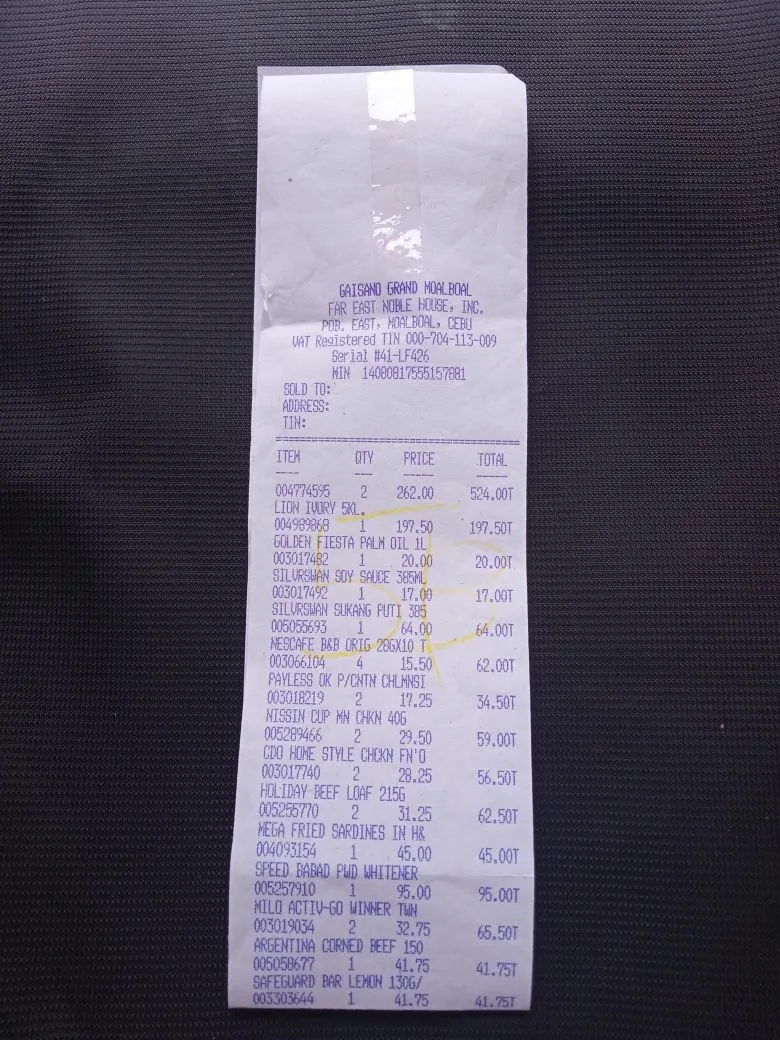 GAISANO GRAND MOALBOAL
FAR EAST NOBLE HOUSE, INC.
POB. EAST, MOALBOAL, CEBU
VAT Registered TIN 000-704-113-009
Serial #41-LF426
MIN 14080817555157881
SOLD TO:
ADDRESS:
TIN:
ITEM QTY PRICE TOTAL
004774595 2 262.00 524.00T
LION IVORY 5KL.
004989868 1 197.50 197.50T
GOLDEN FIESTA PALM OIL 1L
003017482 1 20.00 20.00T
SILVRSWAN SOY SAUCE 385ML
003017492 1 17.00 17.00T
SILVRSWAN SUKANG PUTI 385
005055693 1 64.00 64.00T
NESCAFE B&B ORIG 28GX10 T
003066104 4 15.50 62.00T
PAYLESS OK P/CNTN CHLMNSI
003018219 2 17.25 34.50T
NISSIN CUP MN CHKN 40G
005289466 2 29.50 59.00T
CDO HOME STYLE CHCKN FN'O
003017740 2 28.25 56.50T
HOLIDAY BEEF LOAF 215G
005255770 2 31.25 62.50T
MEGA FRIED SARDINES IN H&
004093154 1 45.00 45.00T
SPEED BABAD PWD WHITENER
005257910 1 95.00 95.00T
MILO ACTIV-GO WINNER TWN
003019034 2 32.75 65.50T
ARGENTINA CORNED BEEF 150
005058677 1 41.75 41.75T
SAFEGUARD BAR LEMON 130G/
003303644 1 41.75 41.75T